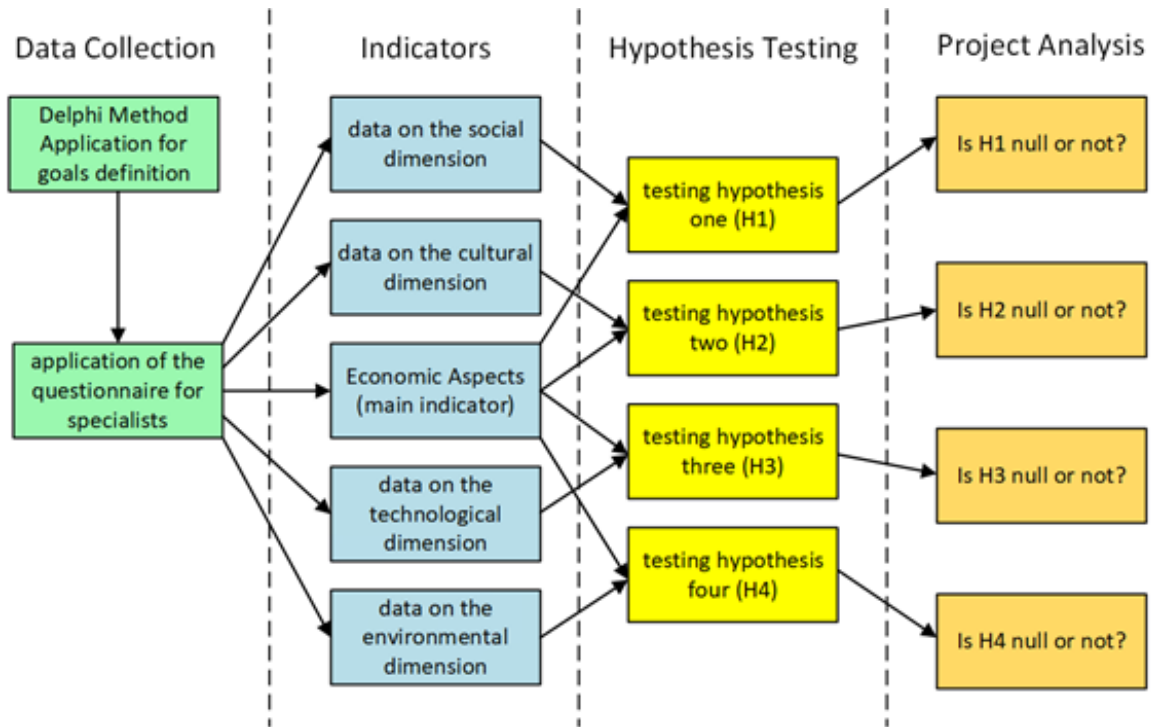 Data Collection
Delphi Method
Application for
goals definition
application of the
questionnaire for
specialists
Indicators
data on the social
dimension
data on the cultural
dimension
Economic Aspects
(main indicator)
data on the
technological
dimension
data on the
environmental
dimension
Hypothesis Testing
testing hypothesis
one (H1)
testing hypothesis
two (H2)
testing hypothesis
three (H3)
testing hypothesis
four (H4)
Project Analysis
Is H1 null or not?
Is H2 null or not?
Is H3 null or not?
Is H4 null or not?